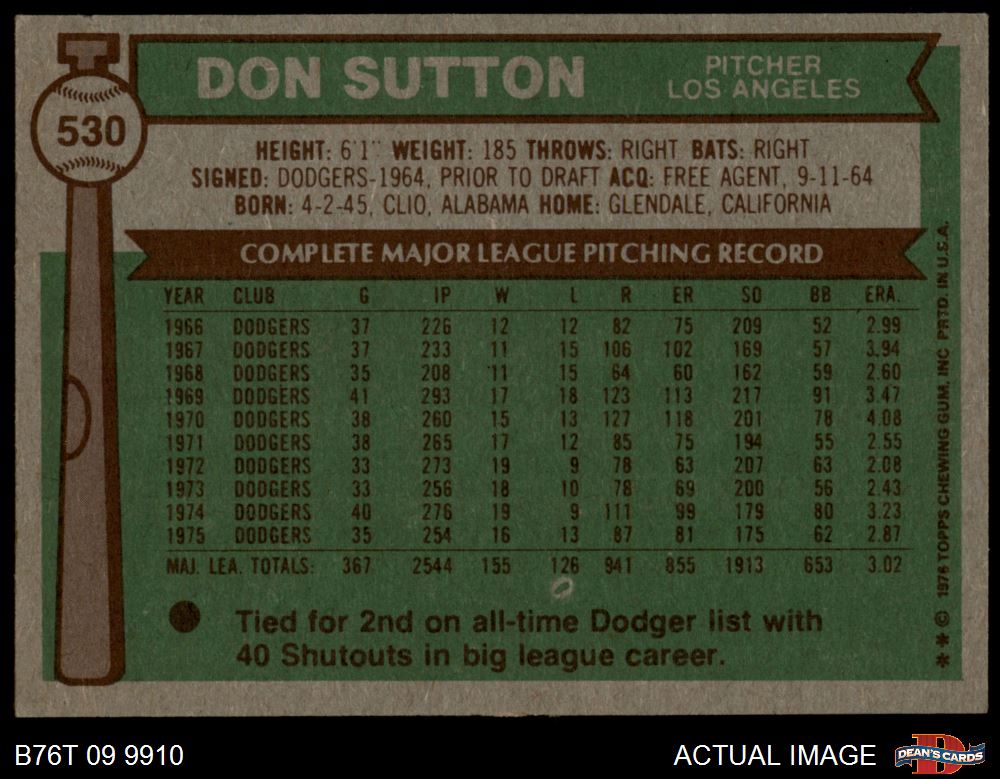 530
DON SUTTON
PITCHER
LOS ANGELES
HEIGHT: 6'1" WEIGHT: 185 THROWS: RIGHT BATS: RIGHT
SIGNED: DODGERS-1964, PRIOR TO DRAFT ACQ: FREE AGENT, 9-11-64
BORN: 4-2-45, CLIO, ALABAMA HOME: GLENDALE, CALIFORNIA
COMPLETE MAJOR LEAGUE PITCHING RECORD
YEAR CLUB G IP W L R ER SO BB ERA.
1966 DODGERS 37 226 12 12 82 75 209 52 2.99
1967 DODGERS 37 233 11 15 106 102 169 57 3.94
1968 DODGERS 35 208 11 15 64 60 162 59 2.60
1969 DODGERS 41 293 17 18 123 113 217 91 3.47
1970 DODGERS 38 260 15 13 127 118 201 78 4.08
1971 DODGERS 38 265 17 12 85 75 194 55 2.55
1972 DODGERS 33 273 19 9 78 63 207 63 2.08
1973 DODGERS 33 256 18 10 78 69 200 56 2.43
1974 DODGERS 40 276 19 9 111 99 179 80 3.23
1975 DODGERS 35 254 16 13 87 81 175 62 2.87
MAJ. LEA. TOTALS: 367 2544 155 126 941 855 1913 653 3.02
Tied for 2nd on all-time Dodger list with
40 Shutouts in big league career.
* * © 1976 TOPPS CHEWING GUM, INC PRTD. IN U.S.A.
B76T 09 9910
ACTUAL IMAGE
DEAN'S CARDS